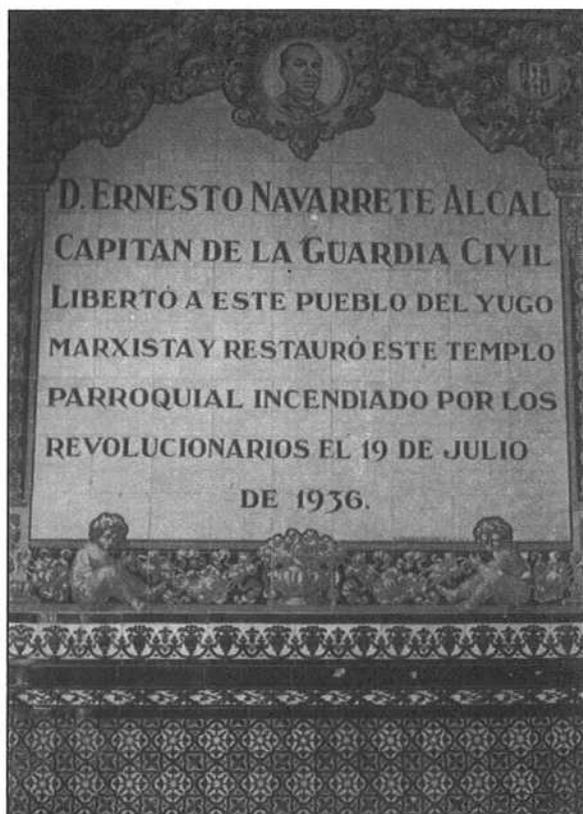 D. ERNESTO NAVARRETE ALCAL
CAPITAN DE LA GUARDIA CIVIL
LIBERTÓ A ESTE PUEBLO DEL YUGO
MARXISTA Y RESTAURÓ ESTE TEMPLO
PARROQUIAL INCENDIADO POR LOS
REVOLUCIONARIOS EL 19 DE JULIO
DE 1936.